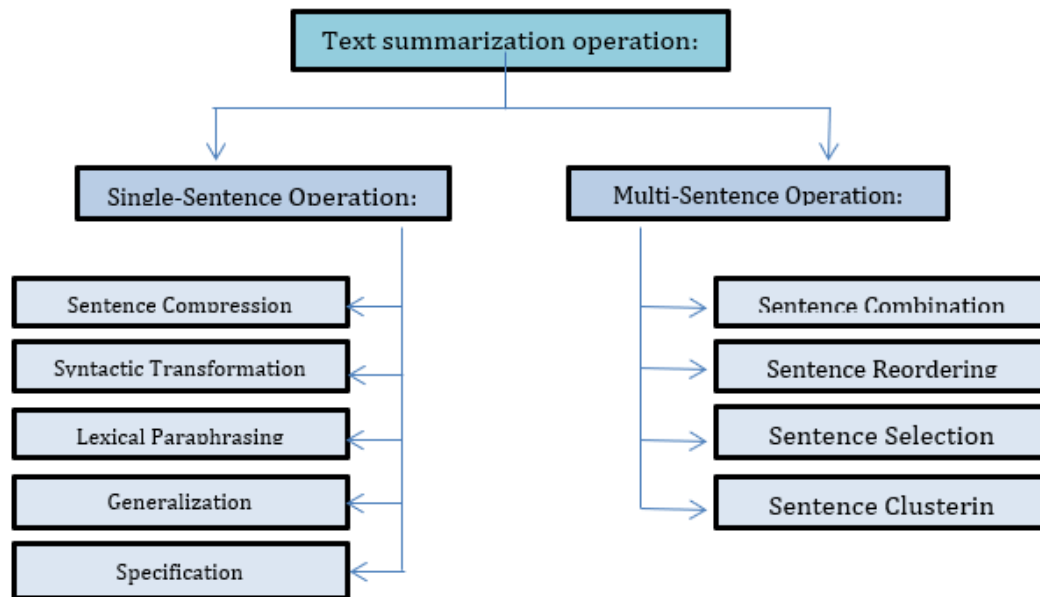 Text summarization operation:
Single-Sentence Operation:
Multi-Sentence Operation:
Sentence Compression
Syntactic Transformation
Lexical Paraphrasing
Generalization
Specification
Sentence Combination
Sentence Reordering
Sentence Selection
Sentence Clusterin